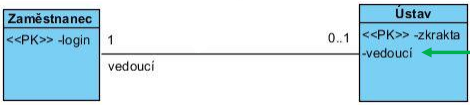 Zaměstnanec
<<PK>> -login
1
vedoucí
0..1
Ústav
<<PK>> -zkrakta
-vedoucí